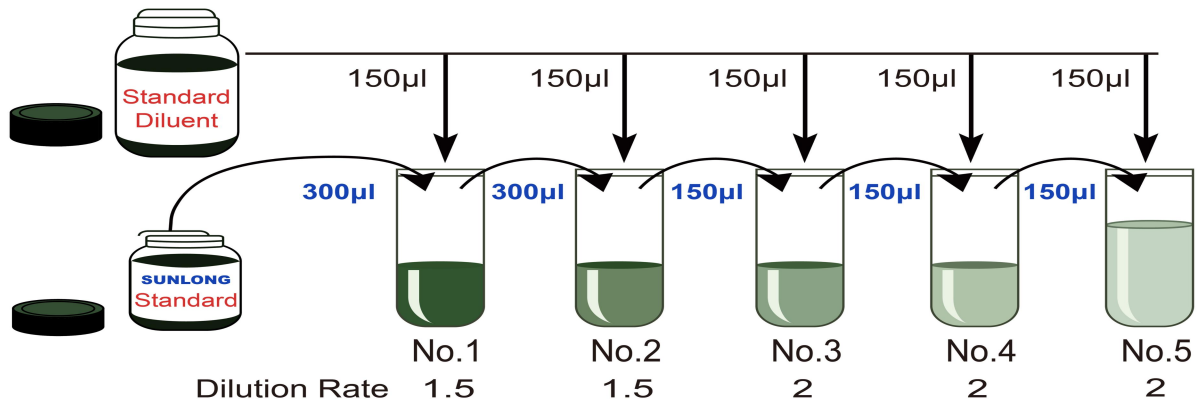 150μl 150μl 150μl 150μl 150μl
Standard
Diluent
300μl 300μl 150μl 150μl 150μl
SUNLONG
Standard
No.1 No.2 No.3 No.4 No.5
Dilution Rate 1.5 1.5 2 2 2